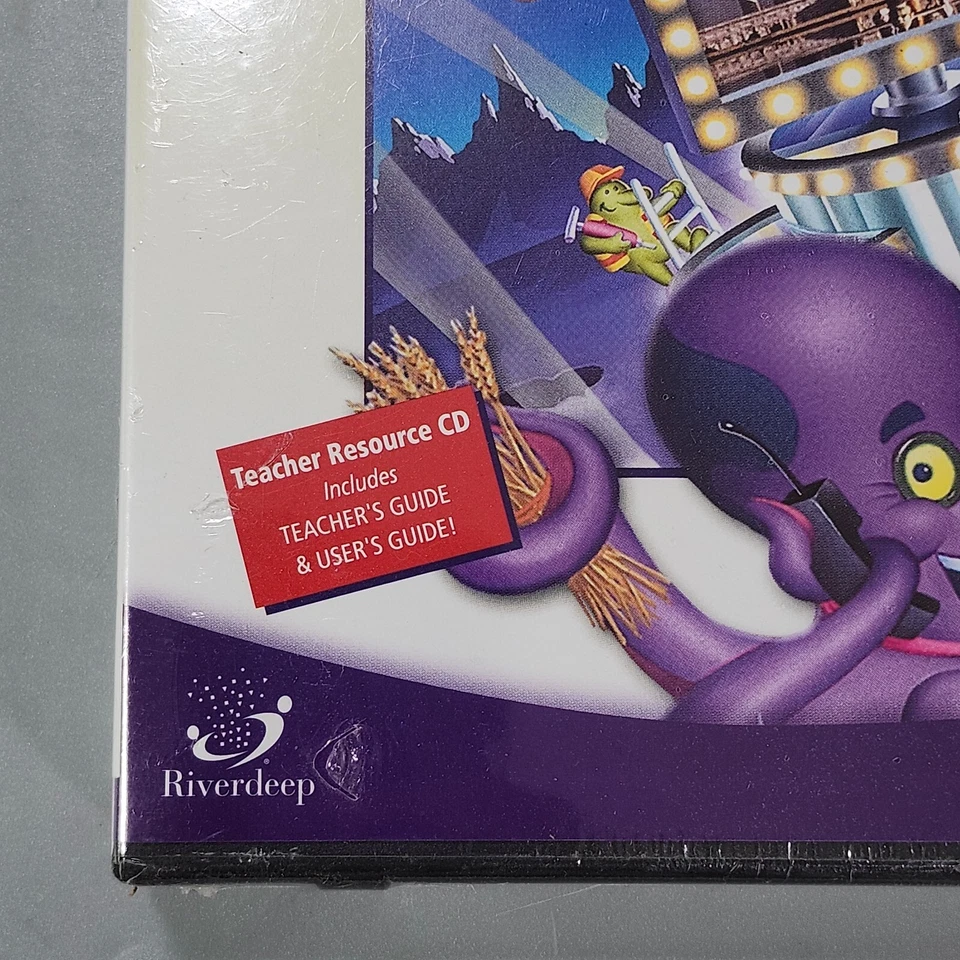 Teacher Resource CD
Includes
TEACHER'S GUIDE
& USER'S GUIDE!
Riverdeep